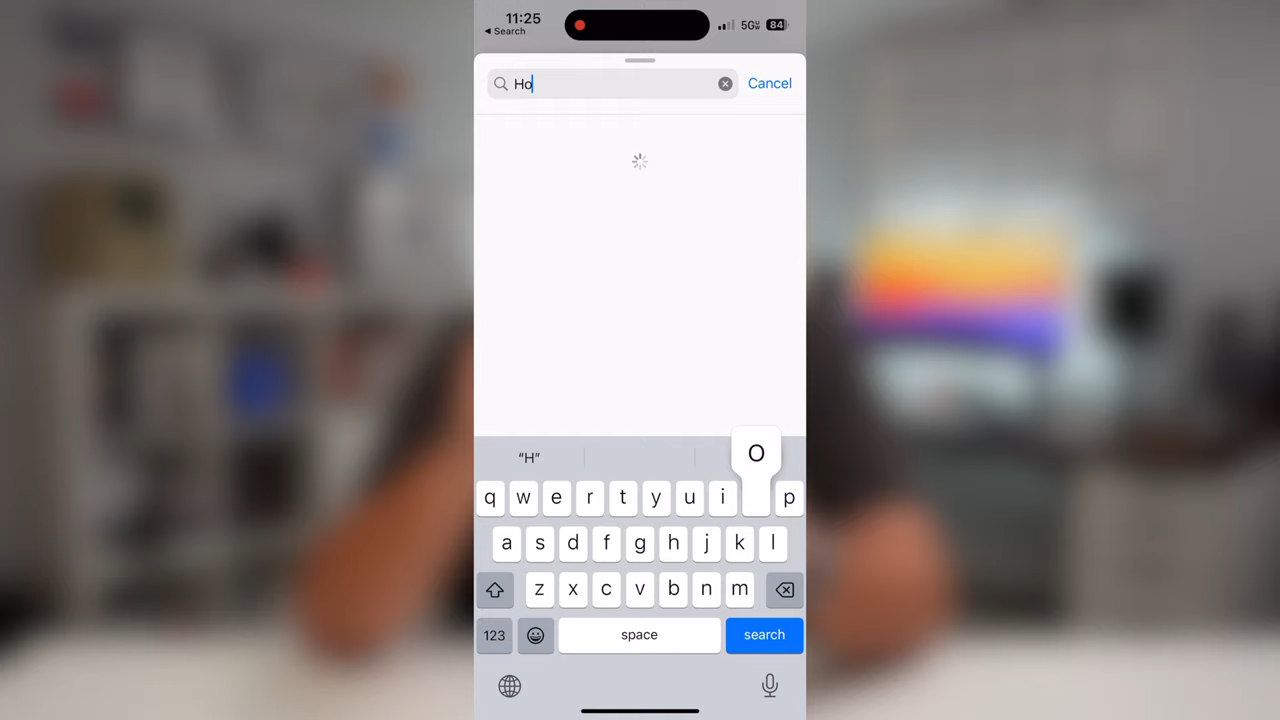 11:25
Search
5G 84
Ho
Cancel
"H"
O
q w e r t y u i p
a s d f g h j k l
z x c v b n m
123 space search